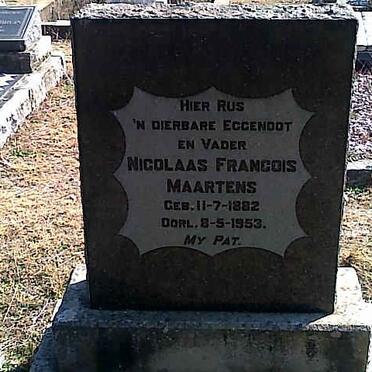 HIER RUS
'N DIERBARE EGGENOOT
EN VADER
NICOLAAS FRANCOIS
MAARTENS
GEB. 11-7-1882
OORL. 8-5-1953.
MY PAT.